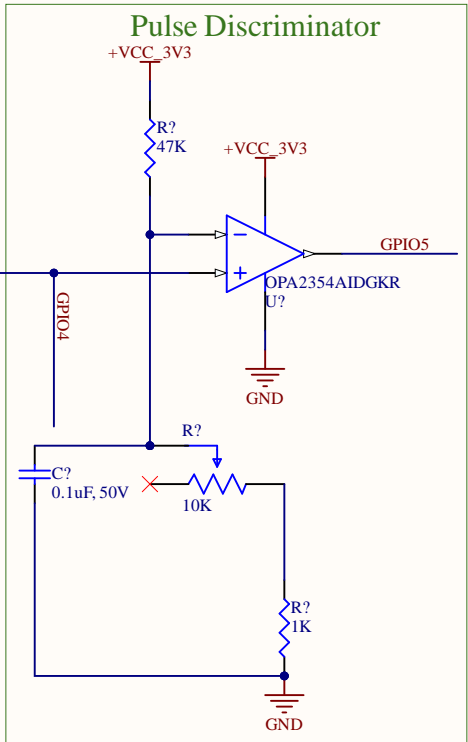 Pulse Discriminator
+VCC_3V3
R?
47K
+VCC_3V3
GPIO5
OPA2354AIDGKR
U?
GPIO4
GND
R?
C?
0.1uF, 50V
10K
R?
1K
GND